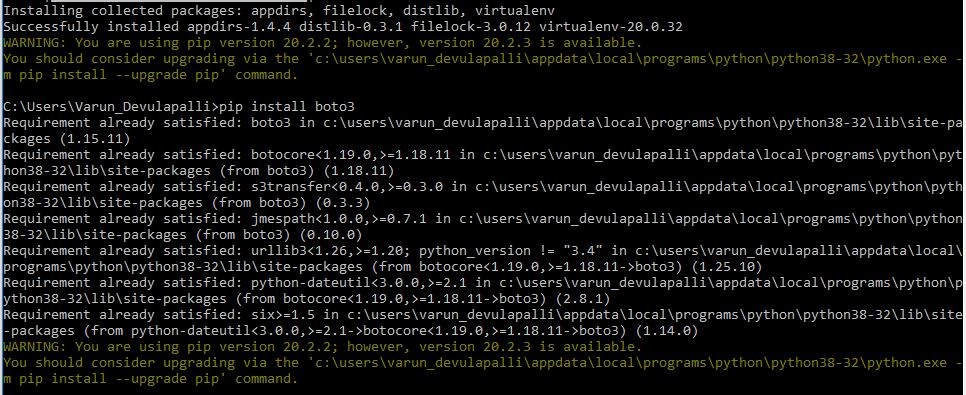 Installing collected packages: appdirs, filelock, distlib, virtualenv
Successfully installed appdirs-1.4.4 distlib-0.3.1 filelock-3.0.12 virtualenv-20.0.32
WARNING: You are using pip version 20.2.2; however, version 20.2.3 is available.
You should consider upgrading via the 'c:\users\varun_devulapalli\appdata\local\programs\python\python38-32\python.exe -
m pip install --upgrade pip' command.
C:\Users\Varun_Devulapalli>pip install boto3
Requirement already satisfied: boto3 in c:\users\varun_devulapalli\appdata\local\programs\python\python38-32\lib\site-pa
ckages (1.15.11)
Requirement already satisfied: botocore<1.19.0,>=1.18.11 in c:\users\varun_devulapalli\appdata\local\programs\python\pyt
hon38-32\lib\site-packages (from boto3) (1.18.11)
Requirement already satisfied: s3transfer<0.4.0,>=0.3.0 in c:\users\varun_devulapalli\appdata\local\programs\python\pyth
on38-32\lib\site-packages (from boto3) (0.3.3)
Requirement already satisfied: jmespath<1.0.0,>=0.7.1 in c:\users\varun_devulapalli\appdata\local\programs\python\python
38-32\lib\site-packages (from boto3) (0.10.0)
Requirement already satisfied: urllib3<1.26,>=1.20; python_version != "3.4" in c:\users\varun_devulapalli\appdata\local\
programs\python\python38-32\lib\site-packages (from botocore<1.19.0,>=1.18.11->boto3) (1.25.10)
Requirement already satisfied: python-dateutil<3.0.0,>=2.1 in c:\users\varun_devulapalli\appdata\local\programs\python\p
ython38-32\lib\site-packages (from botocore<1.19.0,>=1.18.11->boto3) (2.8.1)
Requirement already satisfied: six>=1.5 in c:\users\varun_devulapalli\appdata\local\programs\python\python38-32\lib\site
-packages (from python-dateutil<3.0.0,>=2.1->botocore<1.19.0,>=1.18.11->boto3) (1.14.0)
WARNING: You are using pip version 20.2.2; however, version 20.2.3 is available.
You should consider upgrading via the 'c:\users\varun_devulapalli\appdata\local\programs\python\python38-32\python.exe -
m pip install --upgrade pip' command.